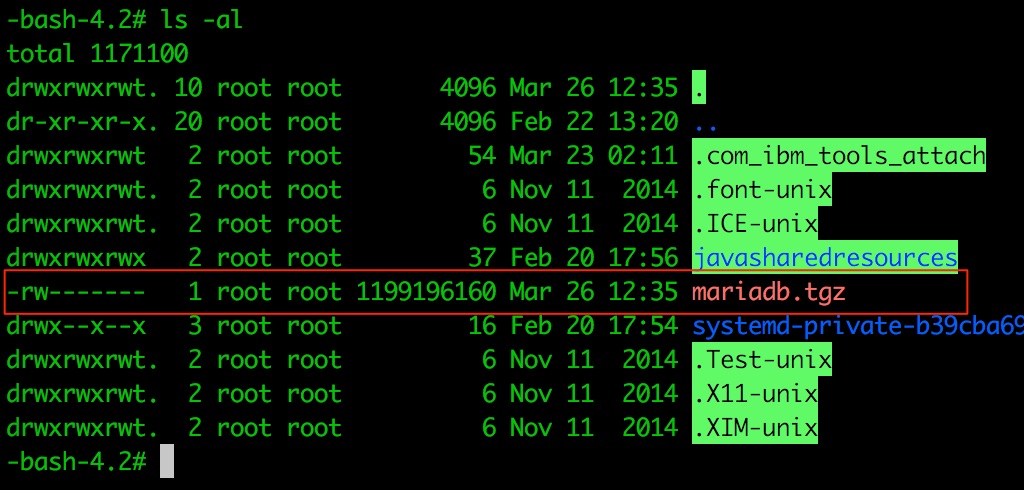 -bash-4.2# ls -al
total 1171100
drwxrwxrwt. 10 root root       4096 Mar 26 12:35 .
dr-xr-xr-x. 20 root root       4096 Feb 22 13:20 ..
drwxrwxrwt   2 root root         54 Mar 23 02:11 .com_ibm_tools_attach
drwxrwxrwt.  2 root root          6 Nov 11  2014 .font-unix
drwxrwxrwt.  2 root root          6 Nov 11  2014 .ICE-unix
drwxrwxrwx   2 root root         37 Feb 20 17:56 javasharedresources
-rw-------   1 root root 1199196160 Mar 26 12:35 mariadb.tgz
drwx--x--x   3 root root         16 Feb 20 17:54 systemd-private-b39cba69
drwxrwxrwt.  2 root root          6 Nov 11  2014 .Test-unix
drwxrwxrwt.  2 root root          6 Nov 11  2014 .X11-unix
drwxrwxrwt.  2 root root          6 Nov 11  2014 .XIM-unix
-bash-4.2#